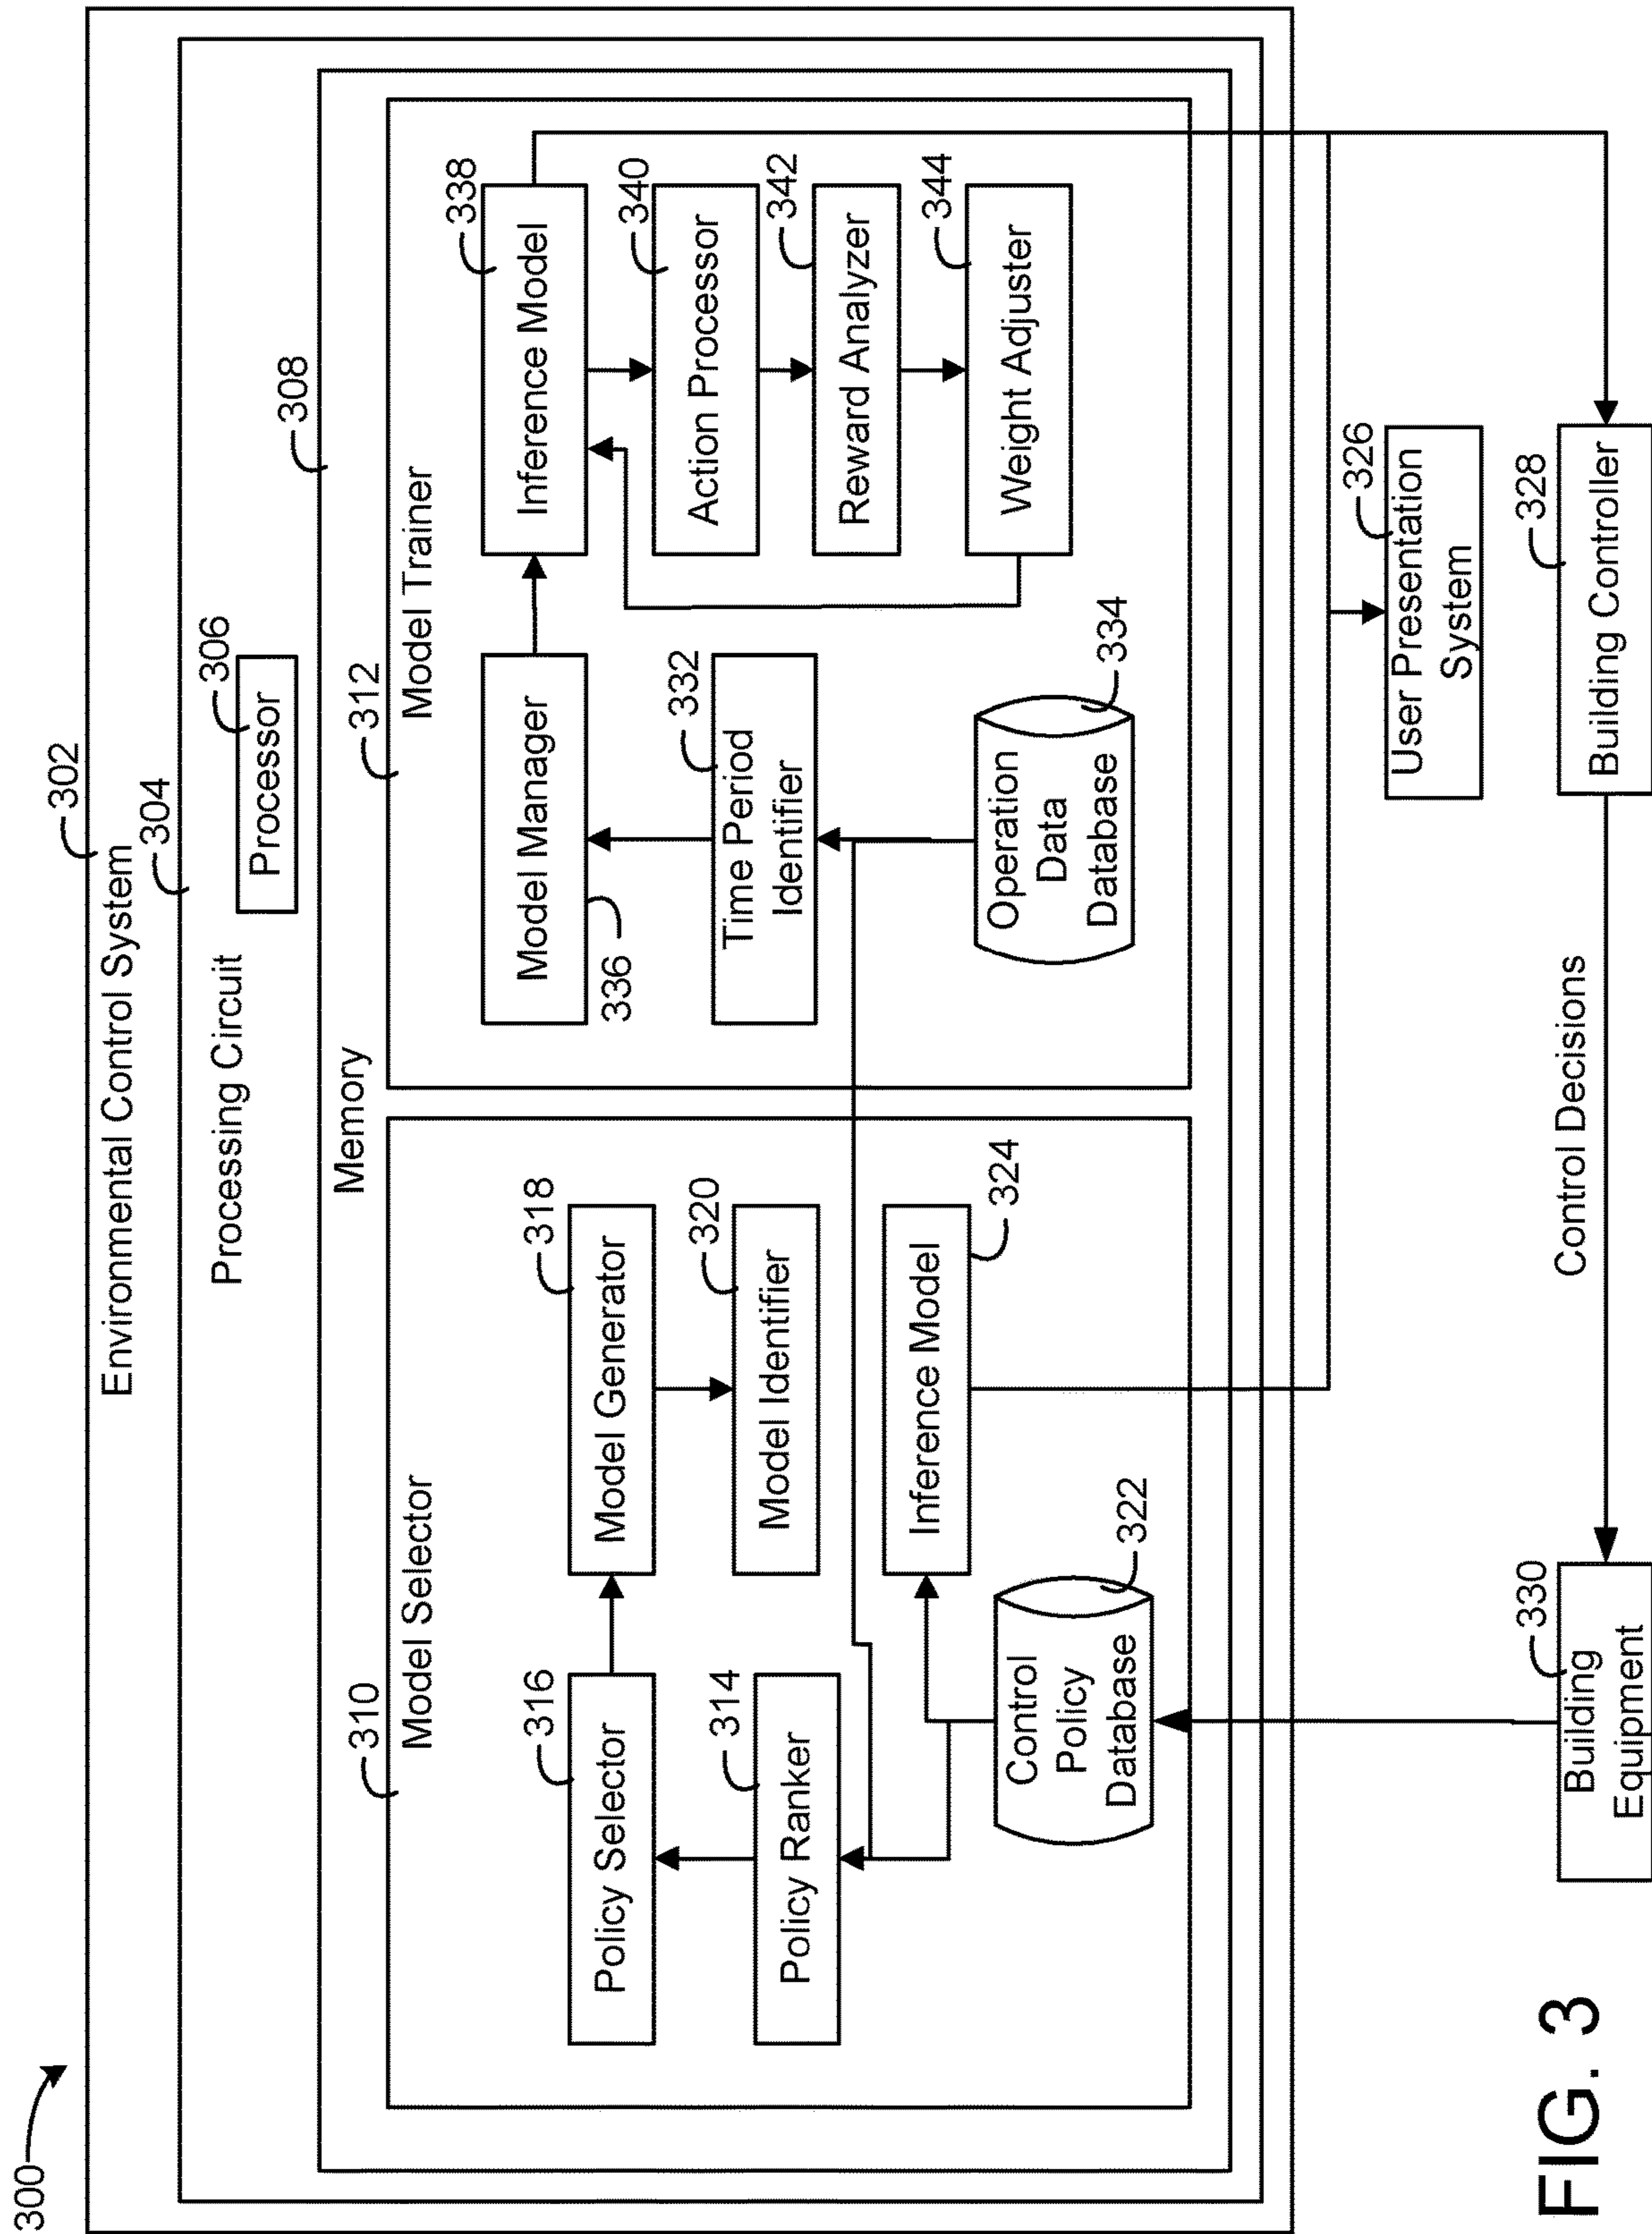 300
302
Environmental Control System
304
Processing Circuit
306
Processor
308
Memory
310
Model Selector
316
Policy Selector
318
Model Generator
314
Policy Ranker
320
Model Identifier
324
Inference Model
322
Control
Policy
Database
312
Model Trainer
Model Manager
336
332
Time Period
Identifier
334
Operation
Data
Database
338
Inference Model
340
Action Processor
342
Reward Analyzer
344
Weight Adjuster
326
User Presentation
System
328
Building Controller
Control Decisions
330
Building
Equipment
FIG. 3